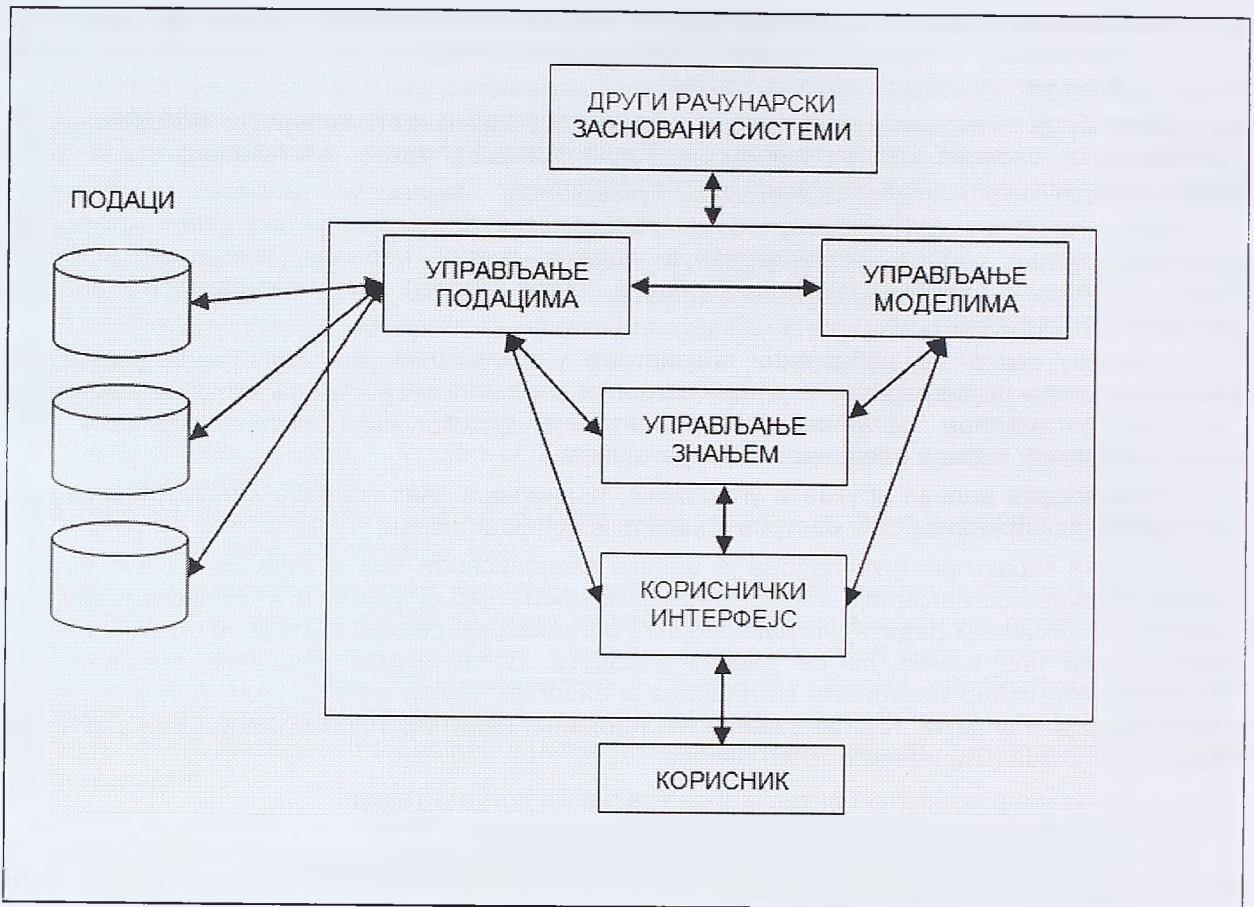 ДРУГИ РАЧУНАРСКИ
ЗАСНОВАНИ СИСТЕМИ
ПОДАЦИ
УПРАВЉАЊЕ
ПОДАЦИМА
УПРАВЉАЊЕ
МОДЕЛИМА
УПРАВЉАЊЕ
ЗНАЊЕМ
КОРИСНИЧКИ
ИНТЕРФЕЈС
КОРИСНИК